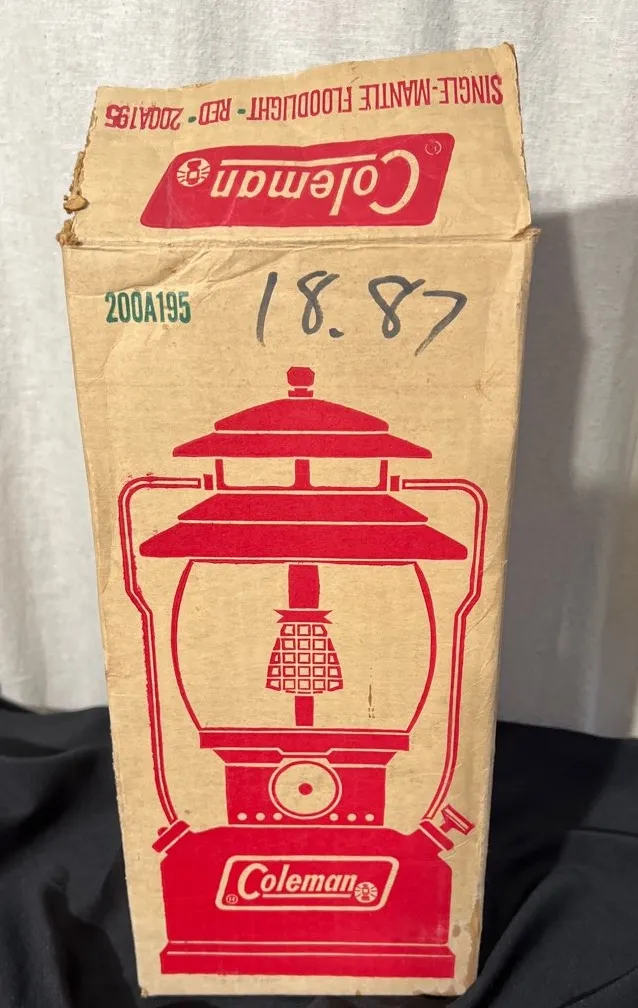 SINGLE-MANTLE FLOODLIGHT - RED • 200A195
Coleman
200A195
18.87
Coleman